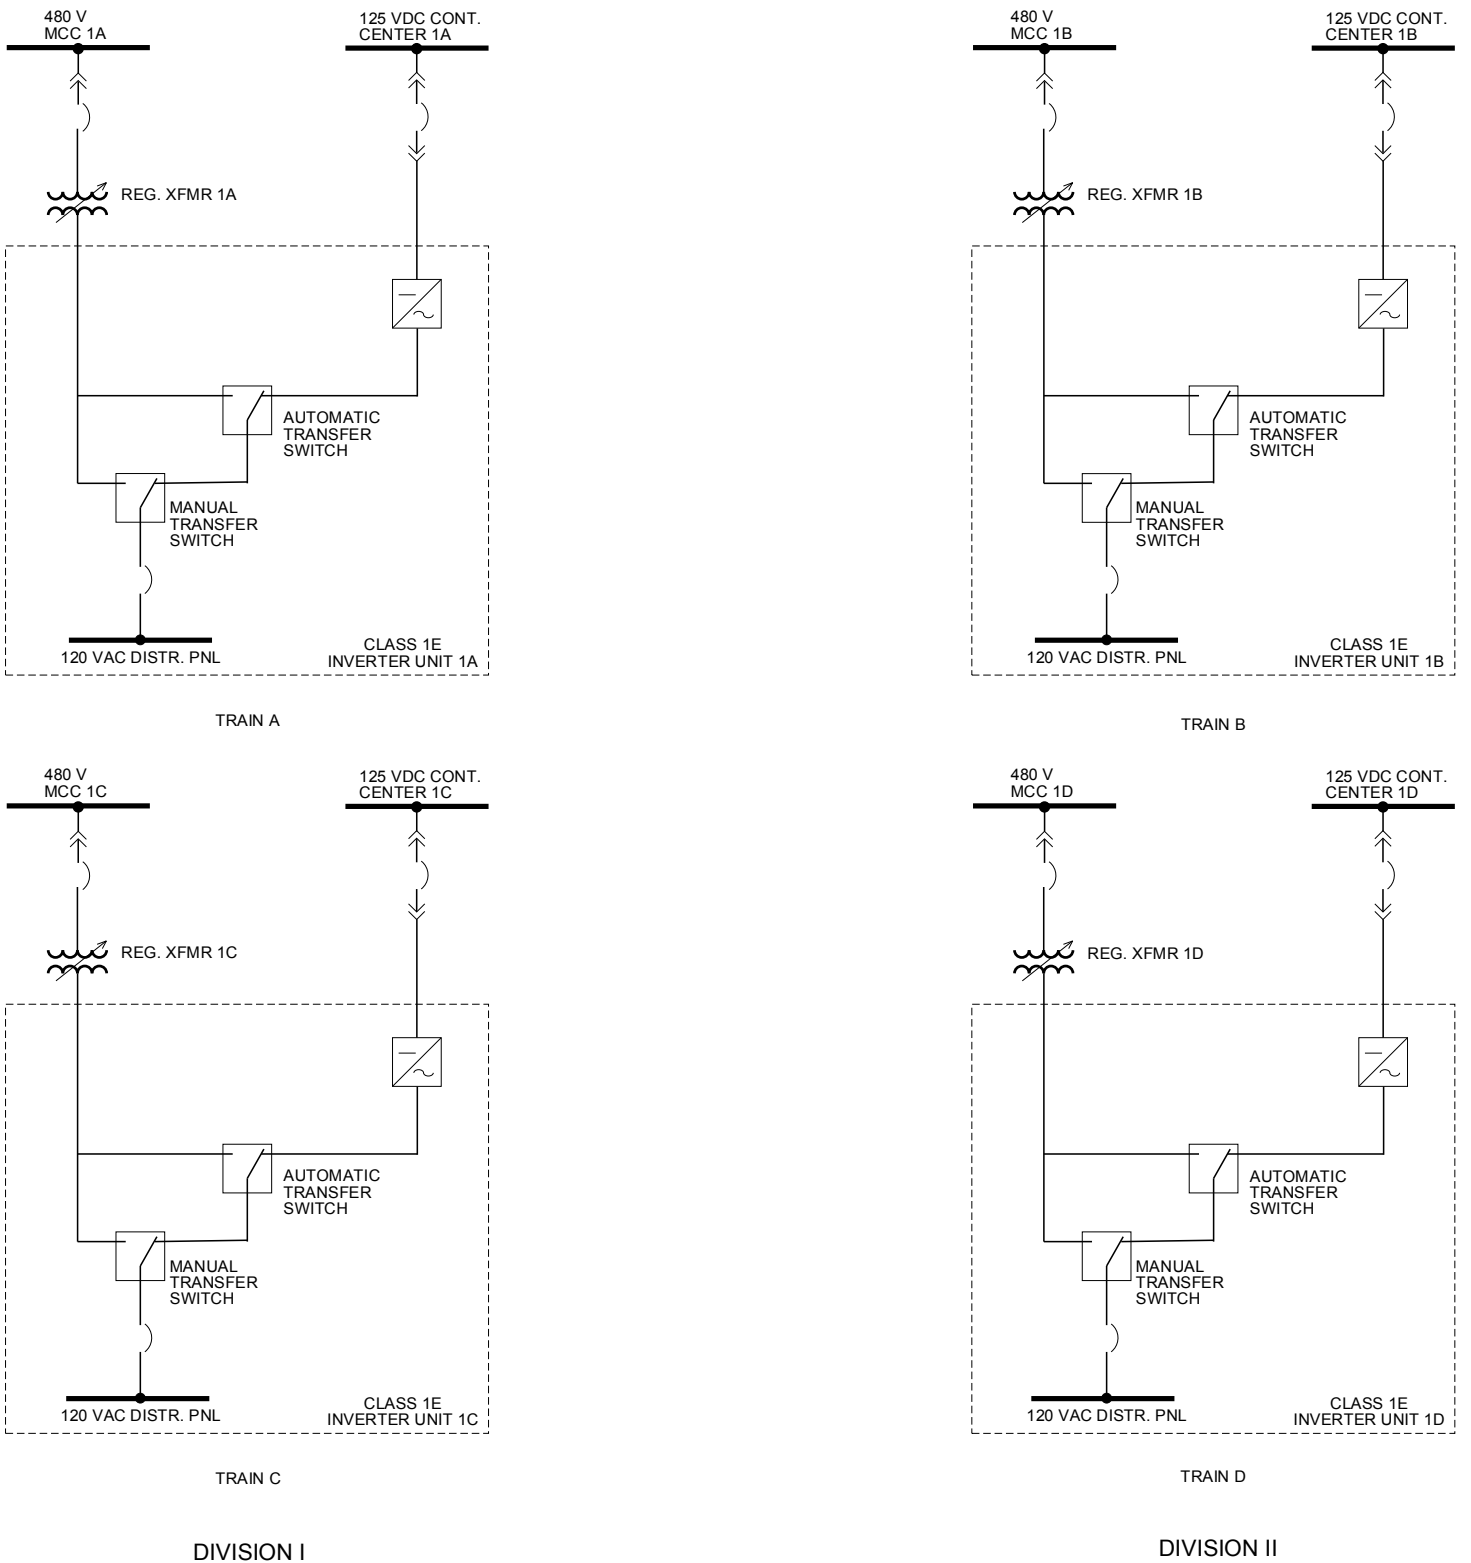 480 V
MCC 1A
125 VDC CONT.
CENTER 1A
REG. XFMR 1A
AUTOMATIC
TRANSFER
SWITCH
MANUAL
TRANSFER
SWITCH
120 VAC DISTR. PNL
CLASS 1E
INVERTER UNIT 1A
TRAIN A
480 V
MCC 1B
125 VDC CONT.
CENTER 1B
REG. XFMR 1B
AUTOMATIC
TRANSFER
SWITCH
MANUAL
TRANSFER
SWITCH
120 VAC DISTR. PNL
CLASS 1E
INVERTER UNIT 1B
TRAIN B
480 V
MCC 1C
125 VDC CONT.
CENTER 1C
REG. XFMR 1C
AUTOMATIC
TRANSFER
SWITCH
MANUAL
TRANSFER
SWITCH
120 VAC DISTR. PNL
CLASS 1E
INVERTER UNIT 1C
TRAIN C
DIVISION I
480 V
MCC 1D
125 VDC CONT.
CENTER 1D
REG. XFMR 1D
AUTOMATIC
TRANSFER
SWITCH
MANUAL
TRANSFER
SWITCH
120 VAC DISTR. PNL
CLASS 1E
INVERTER UNIT 1D
TRAIN D
DIVISION II